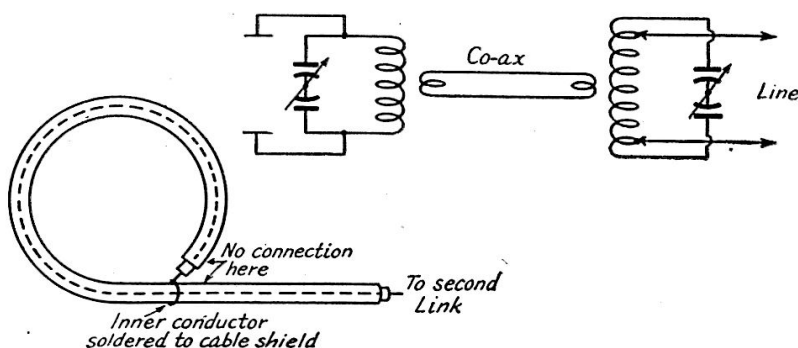 Co-ax
Line
No connection
here
To second
Link
Inner conductor
soldered to cable shield